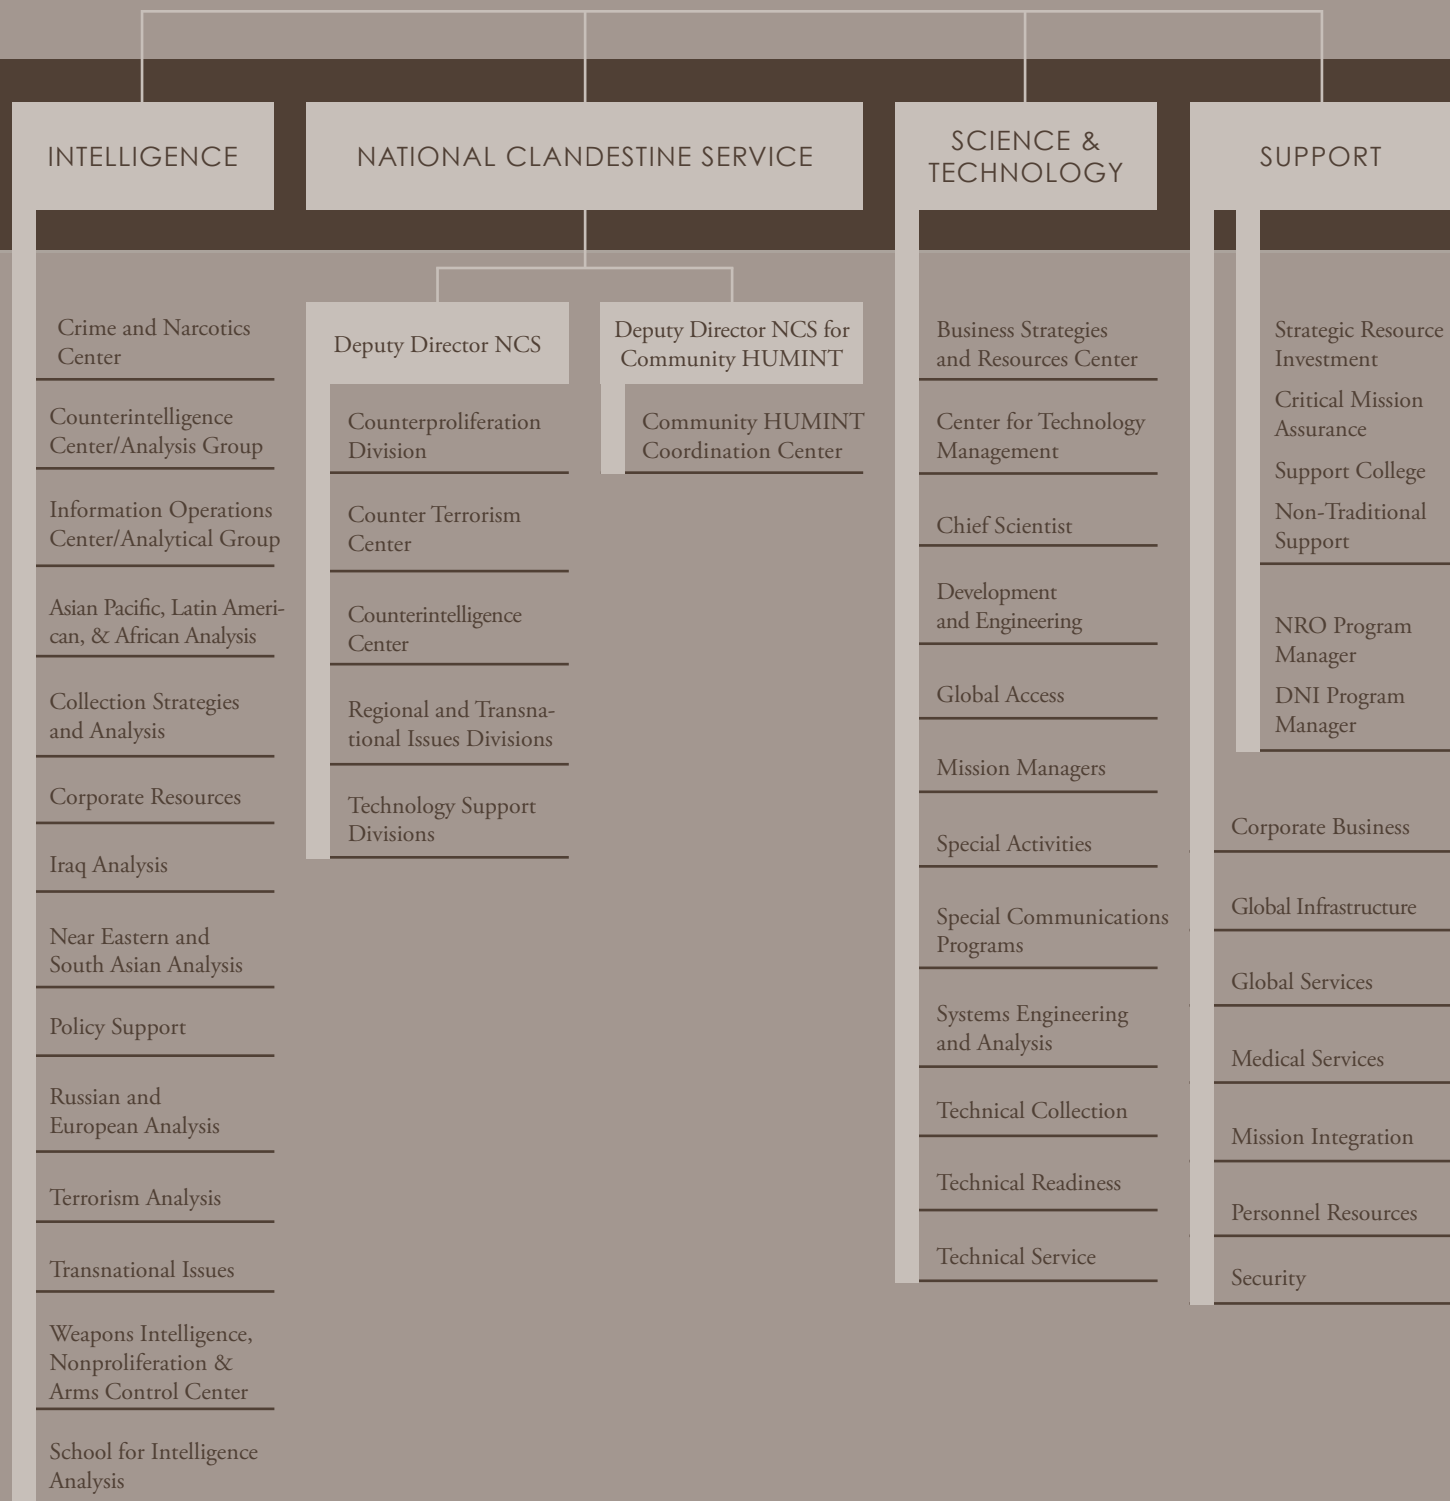 INTELLIGENCE
Crime and Narcotics
Center
Counterintelligence
Center/Analysis Group
Information Operations
Center/Analytical Group
Asian Pacific, Latin Ameri-
can, & African Analysis
Collection Strategies
and Analysis
Corporate Resources
Iraq Analysis
Near Eastern and
South Asian Analysis
Policy Support
Russian and
European Analysis
Terrorism Analysis
Transnational Issues
Weapons Intelligence,
Nonproliferation &
Arms Control Center
School for Intelligence
Analysis
NATIONAL CLANDESTINE SERVICE
Deputy Director NCS
Counterproliferation
Division
Counter Terrorism
Center
Counterintelligence
Center
Regional and Transna-
tional Issues Divisions
Technology Support
Divisions
Deputy Director NCS for
Community HUMINT
Community HUMINT
Coordination Center
SCIENCE &
TECHNOLOGY
Business Strategies
and Resources Center
Center for Technology
Management
Chief Scientist
Development
and Engineering
Global Access
Mission Managers
Special Activities
Special Communications
Programs
Systems Engineering
and Analysis
Technical Collection
Technical Readiness
Technical Service
SUPPORT
Strategic Resource
Investment
Critical Mission
Assurance
Support College
Non-Traditional
Support
NRO Program
Manager
DNI Program
Manager
Corporate Business
Global Infrastructure
Global Services
Medical Services
Mission Integration
Personnel Resources
Security